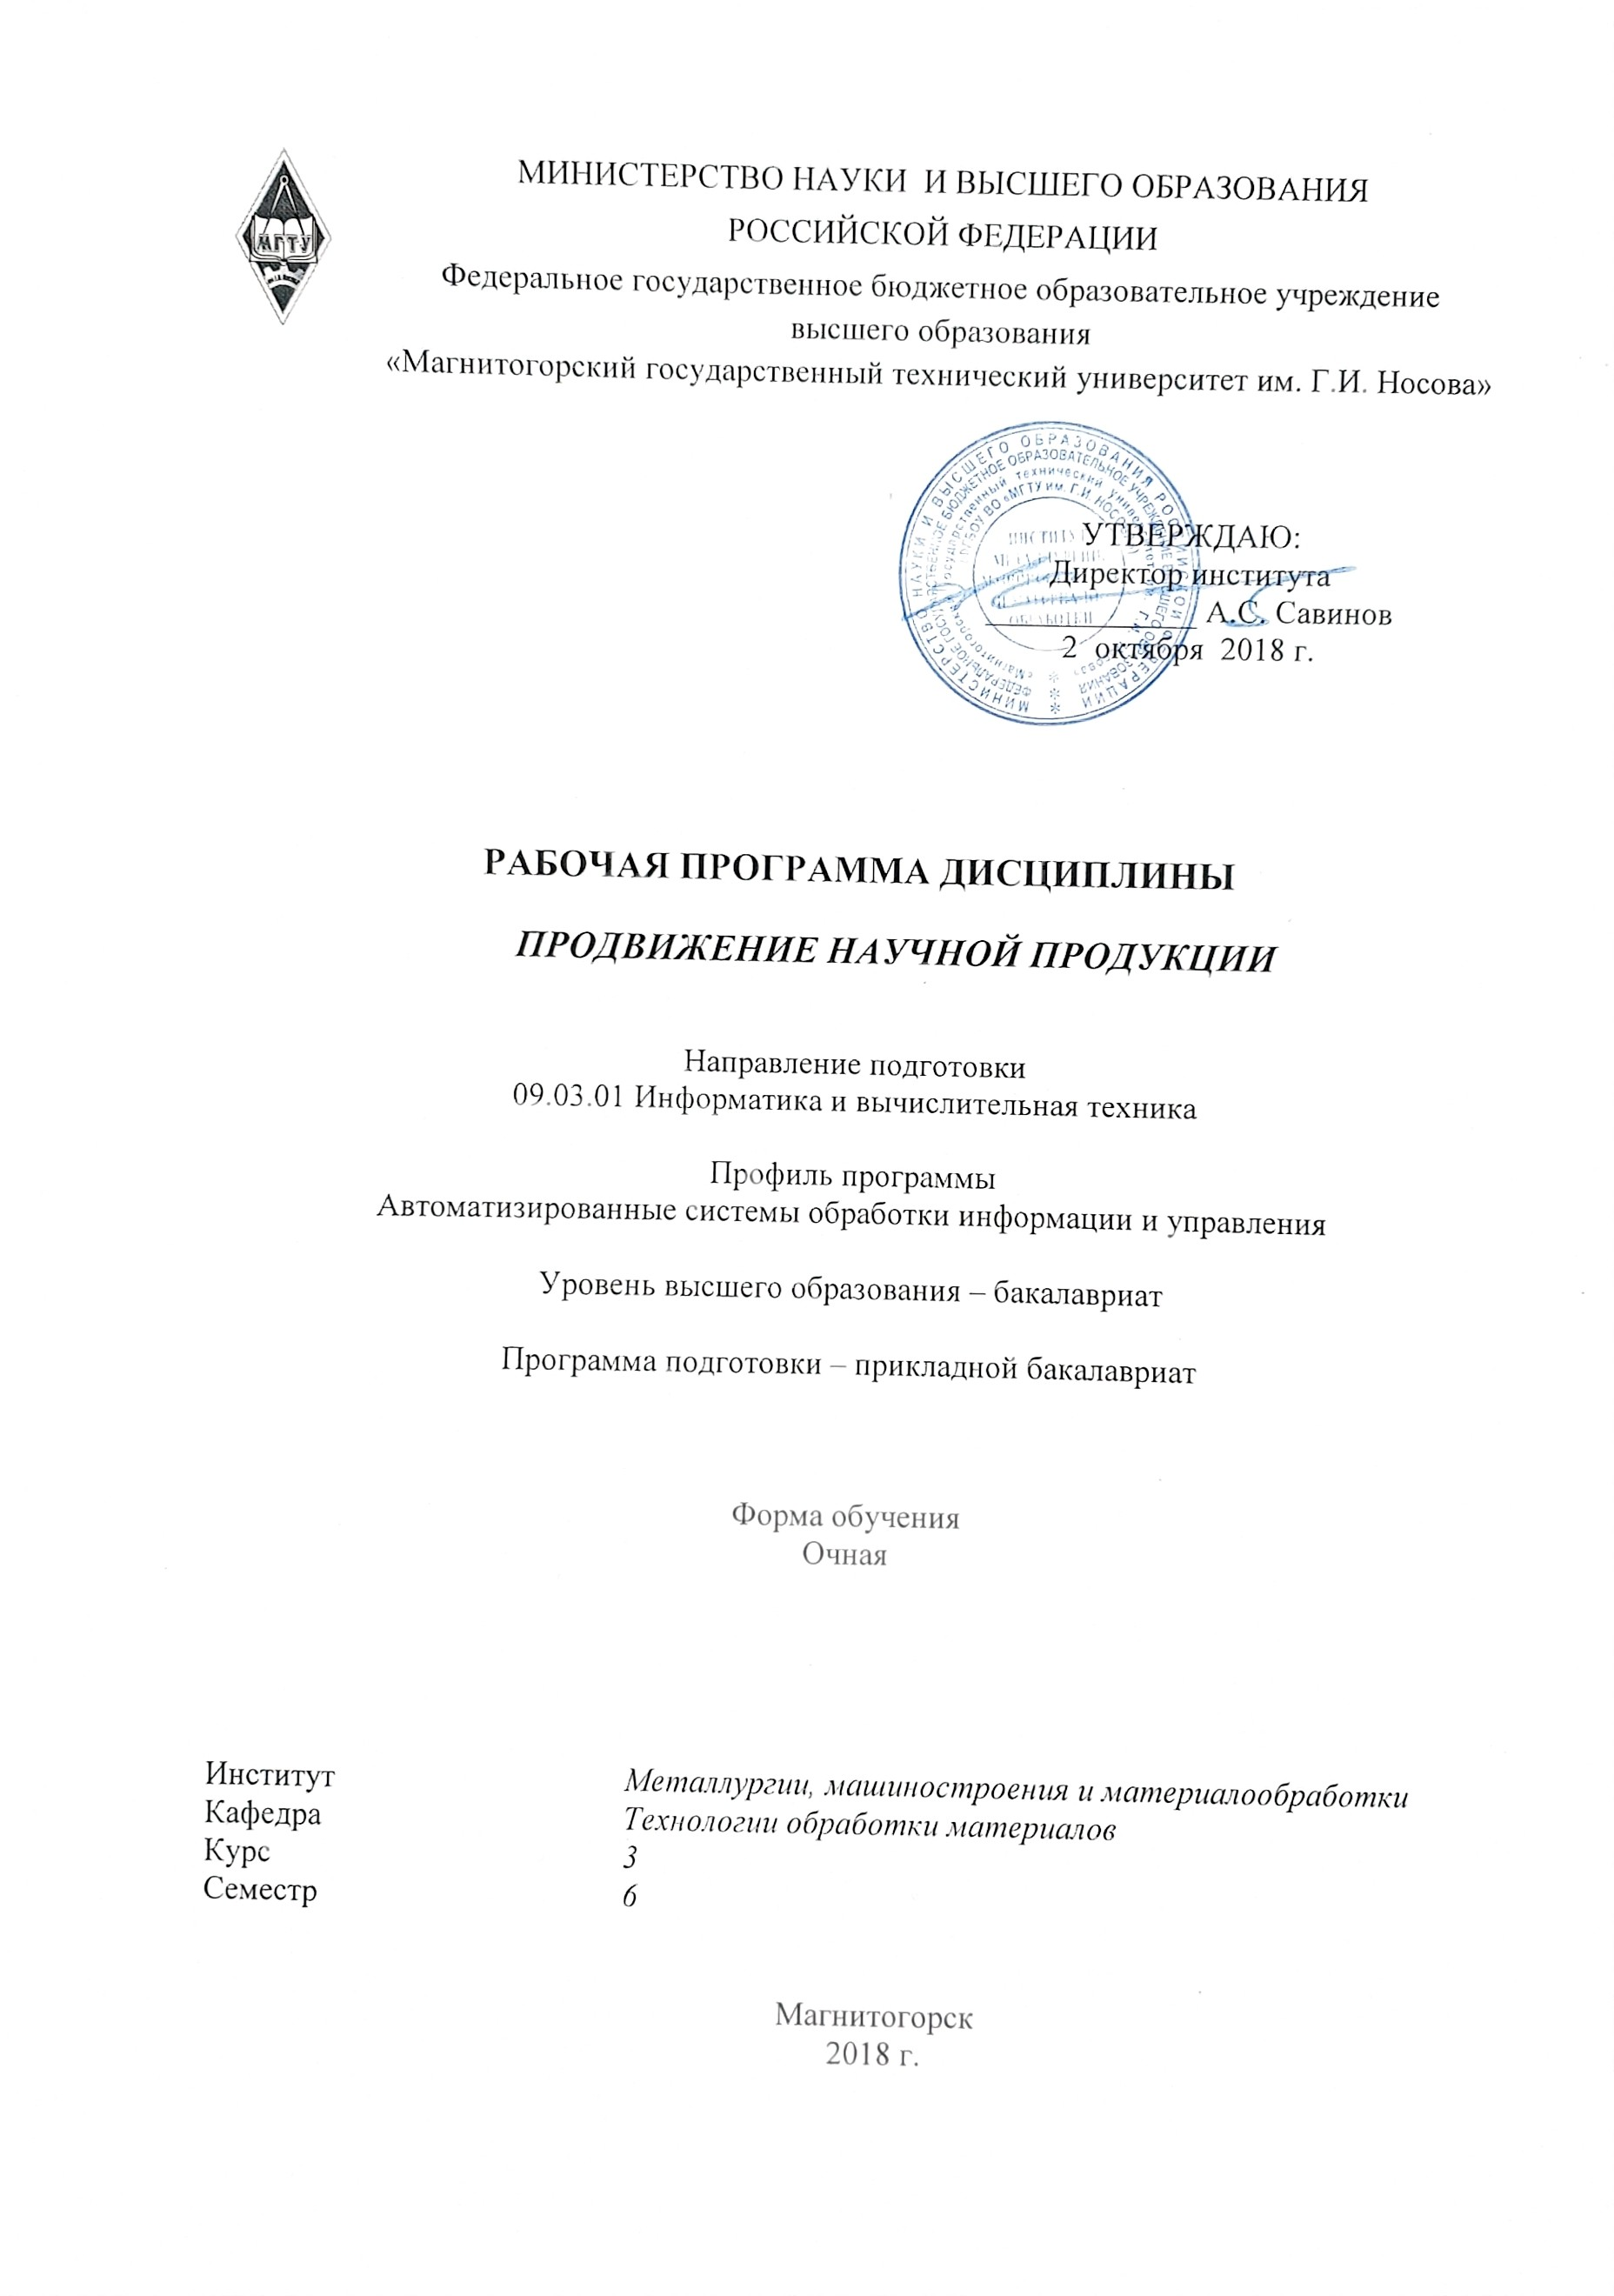 МИНИСТЕРСТВО НАУКИ И ВЫСШЕГО ОБРАЗОВАНИЯ
РОССИЙСКОЙ ФЕДЕРАЦИИ
Федеральное государственное бюджетное образовательное учреждение
высшего образования
«Магнитогорский государственный технический университет им. Г.И. Носова»
МГТУ
УТВЕРЖДАЮ:
Директор института
А.С. Савинов
2 октября 2018 г.
РАБОЧАЯ ПРОГРАММА ДИСЦИПЛИНЫ
ПРОДВИЖЕНИЕ НАУЧНОЙ ПРОДУКЦИИ
Направление подготовки
09.03.01 Информатика и вычислительная техника
Профиль программы
Автоматизированные системы обработки информации и управления
Уровень высшего образования – бакалавриат
Программа подготовки – прикладной бакалавриат
Форма обучения
Очная
Институт Металлургии, машиностроения и материалообработки
Кафедра Технологии обработки материалов
Курс 3
Семестр 6
Магнитогорск
2018 г.